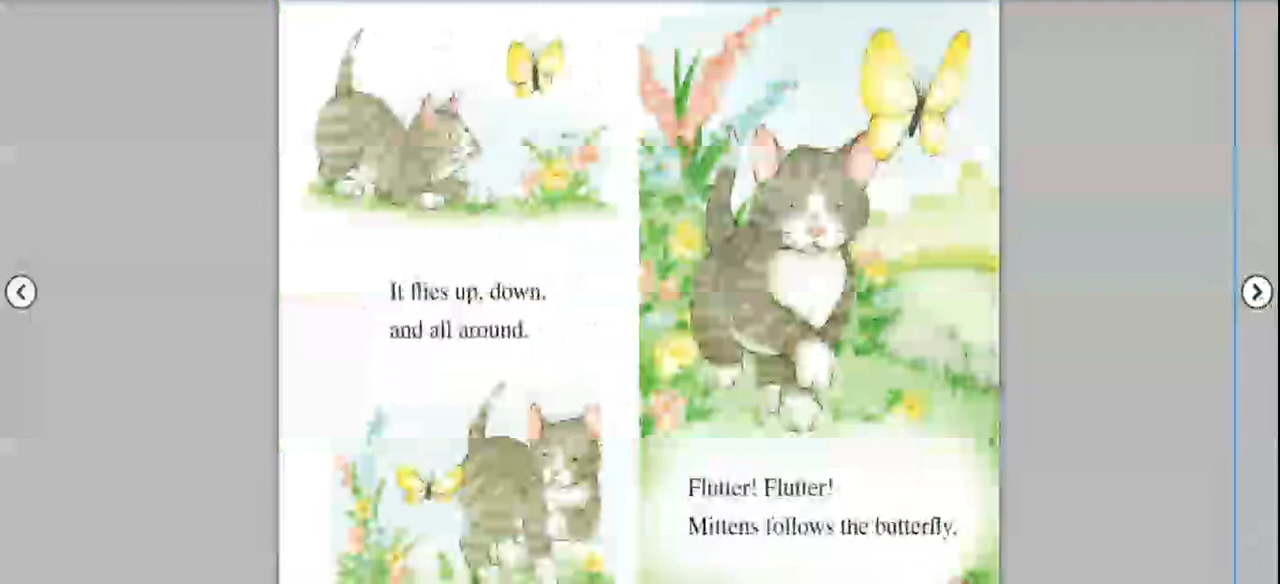 It flies up, down,
and all around.
Flutter! Flutter!
Mittens follows the butterfly.